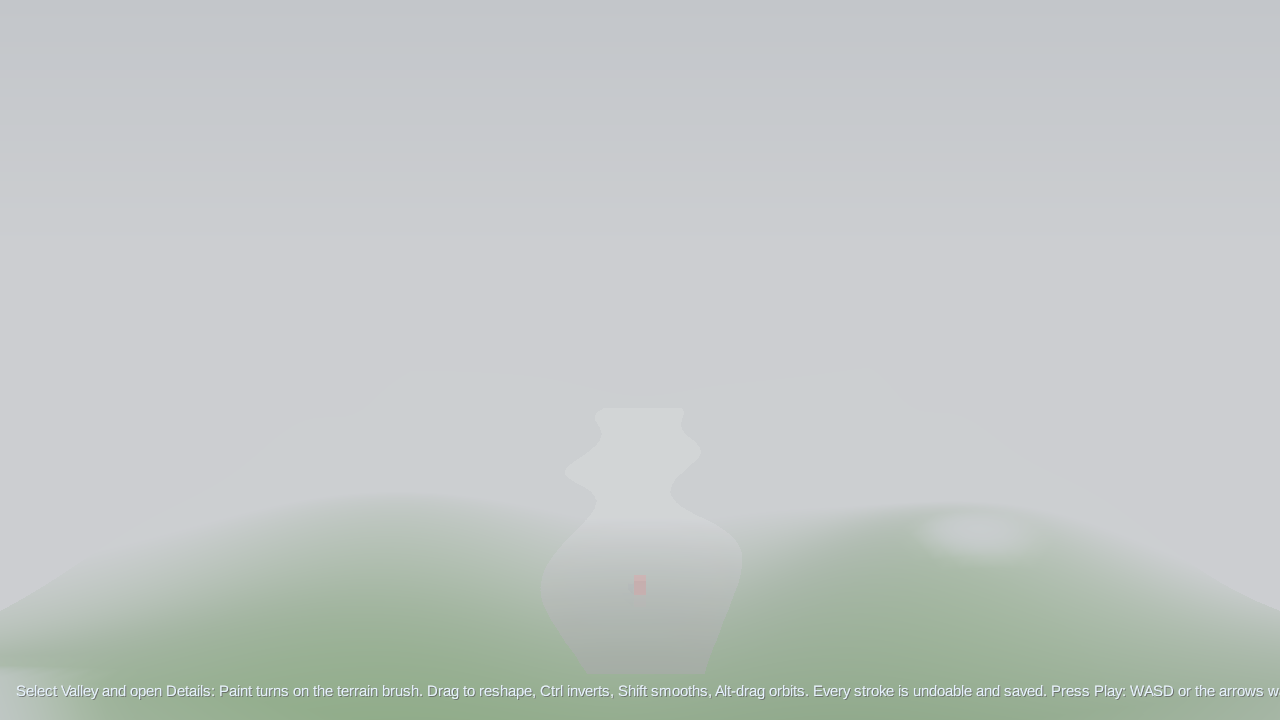 Select Valley and open Details: Paint turns on the terrain brush. Drag to reshape, Ctrl inverts, Shift smooths, Alt-drag orbits. Every stroke is undoable and saved. Press Play: WASD or the arrows